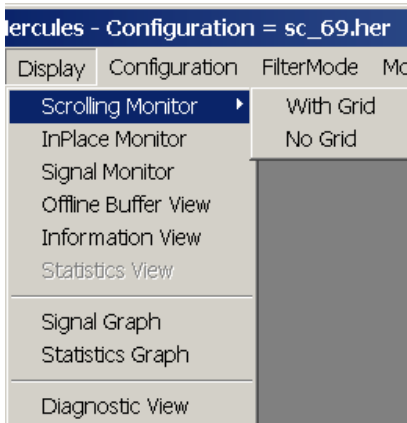 ercules - Configuration = sc_69.her
Display Configuration FilterMode Mo
Scrolling Monitor With Grid
InPlace Monitor No Grid
Signal Monitor
Offline Buffer View
Information View
Statistics View
Signal Graph
Statistics Graph
Diagnostic View